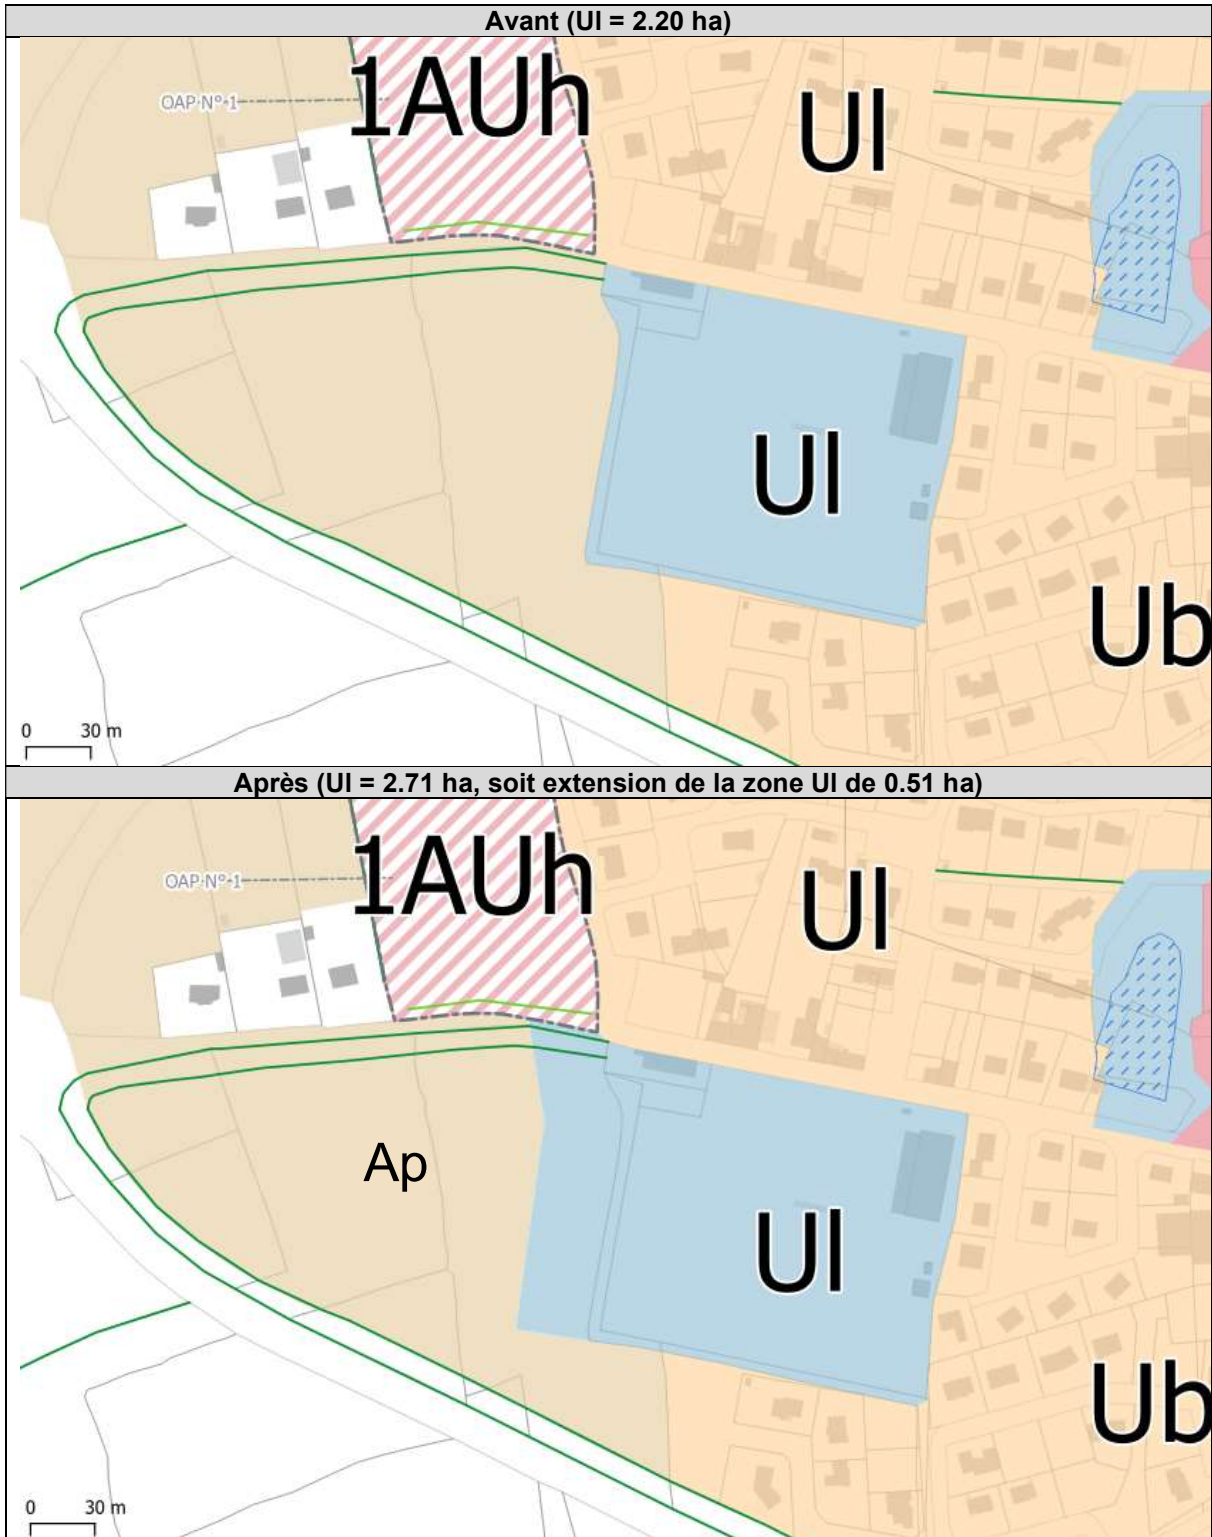 Avant (Ul = 2.20 ha)
1AUh
OAP N° 1
Ul
Ul
Ub
0 30 m
Après (Ul = 2.71 ha, soit extension de la zone Ul de 0.51 ha)
1AUh
OAP N° 1
Ul
Ap
Ul
Ub
0 30 m